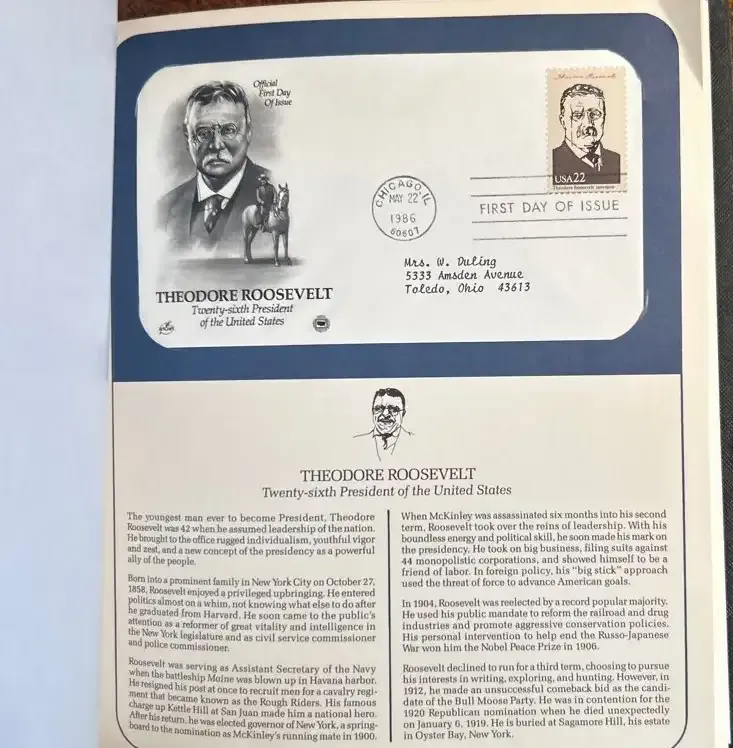 Official
First Day
Of Issue
USA 22
Theodore Roosevelt
CHICAGO, IL
MAY 22
1986
60607
FIRST DAY OF ISSUE
Mrs. W. Duling
5333 Amsden Avenue
Toledo, Ohio 43613
THEODORE ROOSEVELT
Twenty-sixth President
of the United States
THEODORE ROOSEVELT
Twenty-sixth President of the United States
The youngest man ever to become President, Theodore
Roosevelt was 42 when he assumed leadership of the nation.
He brought to the office rugged individualism, youthful vigor
and zest, and a new concept of the presidency as a powerful
ally of the people.
Born into a prominent family in New York City on October 27,
1858, Roosevelt enjoyed a privileged upbringing. He entered
politics almost on a whim, not knowing what else to do after
he graduated from Harvard. He soon came to the public's
attention as a reformer of great vitality and intelligence in
the New York legislature and as civil service commissioner
and police commissioner.
Roosevelt was serving as Assistant Secretary of the Navy
when the battleship Maine was blown up in Havana harbor.
He resigned his post at once to recruit men for a cavalry regi-
ment that became known as the Rough Riders. His famous
charge up Kettle Hill at San Juan made him a national hero.
After his return, he was elected governor of New York, a spring-
board to the nomination as McKinley's running mate in 1900.
When McKinley was assassinated six months into his second
term, Roosevelt took over the reins of leadership. With his
boundless energy and political skill, he soon made his mark on
the presidency. He took on big business, filing suits against
44 monopolistic corporations, and showed himself to be a
friend of labor. In foreign policy, his "big stick" approach
used the threat of force to advance American goals.
In 1904, Roosevelt was reelected by a record popular majority.
He used his public mandate to reform the railroad and drug
industries and promote aggressive conservation policies.
His personal intervention to help end the Russo-Japanese
War won him the Nobel Peace Prize in 1906.
Roosevelt declined to run for a third term, choosing to pursue
his interests in writing, exploring, and hunting. However, in
1912, he made an unsuccessful comeback bid as the candi-
date of the Bull Moose Party. He was in contention for the
1920 Republican nomination when he died unexpectedly
on January 6, 1919. He is buried at Sagamore Hill, his estate
in Oyster Bay, New York.